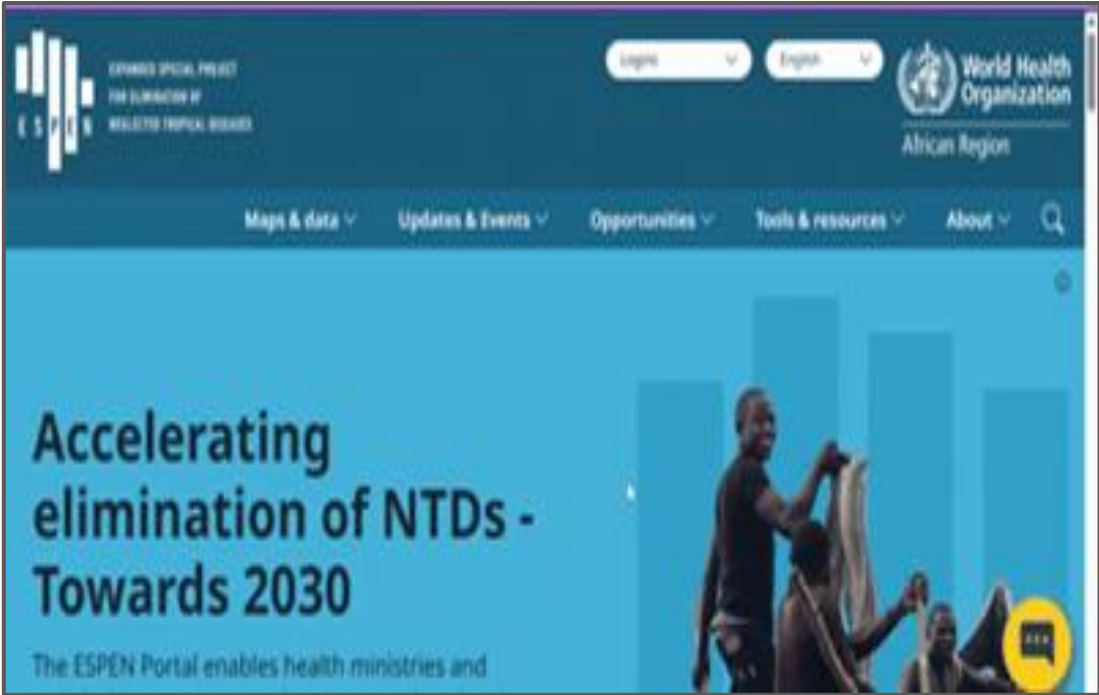 EXPANDED SPECIAL PROJECT
FOR ELIMINATION OF
NEGLECTED TROPICAL DISEASES
ESPEN
Logins
English
World Health
Organization
African Region
Maps & data
Updates & Events
Opportunities
Tools & resources
About
Accelerating
elimination of NTDs -
Towards 2030
The ESPEN Portal enables health ministries and